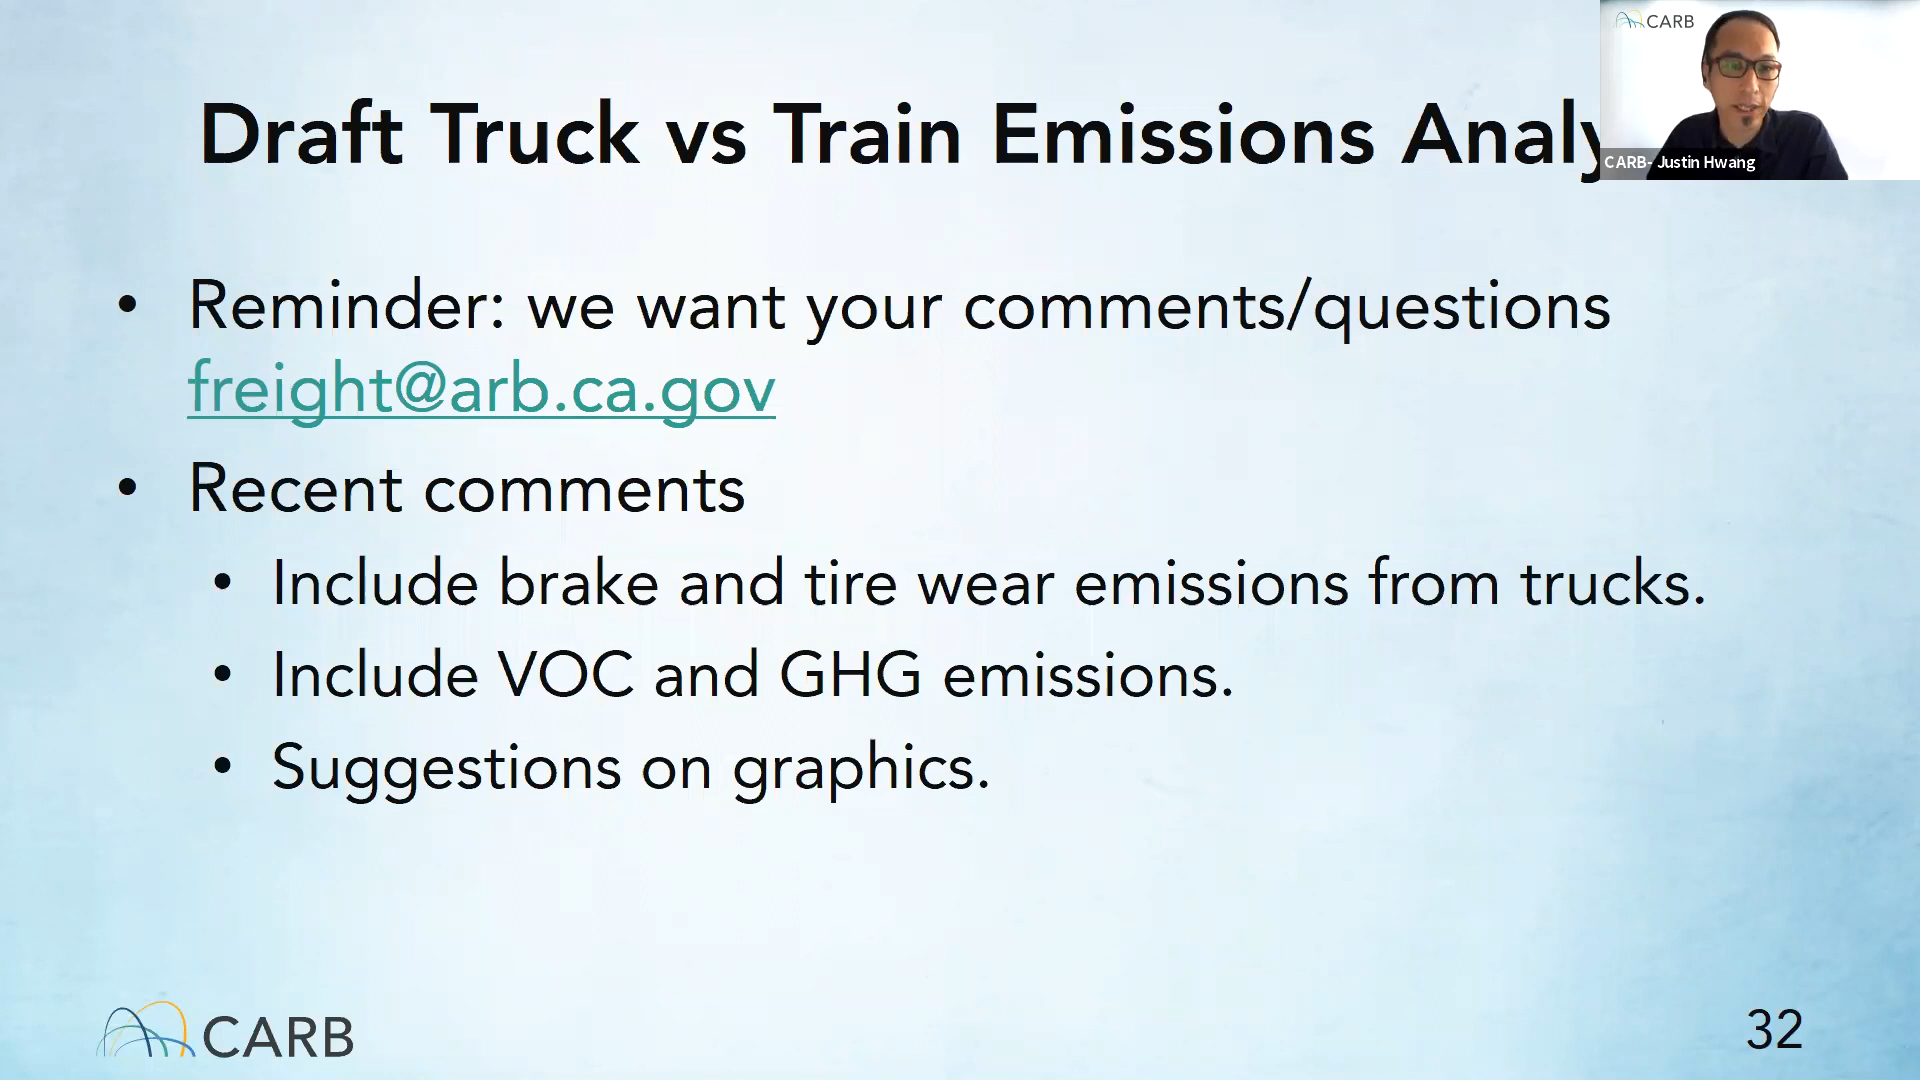 CARB
Draft Truck vs Train Emissions Analy
CARB- Justin Hwang
• Reminder: we want your comments/questions
freight@arb.ca.gov
• Recent comments
• Include brake and tire wear emissions from trucks.
• Include VOC and GHG emissions.
• Suggestions on graphics.
CARB
32